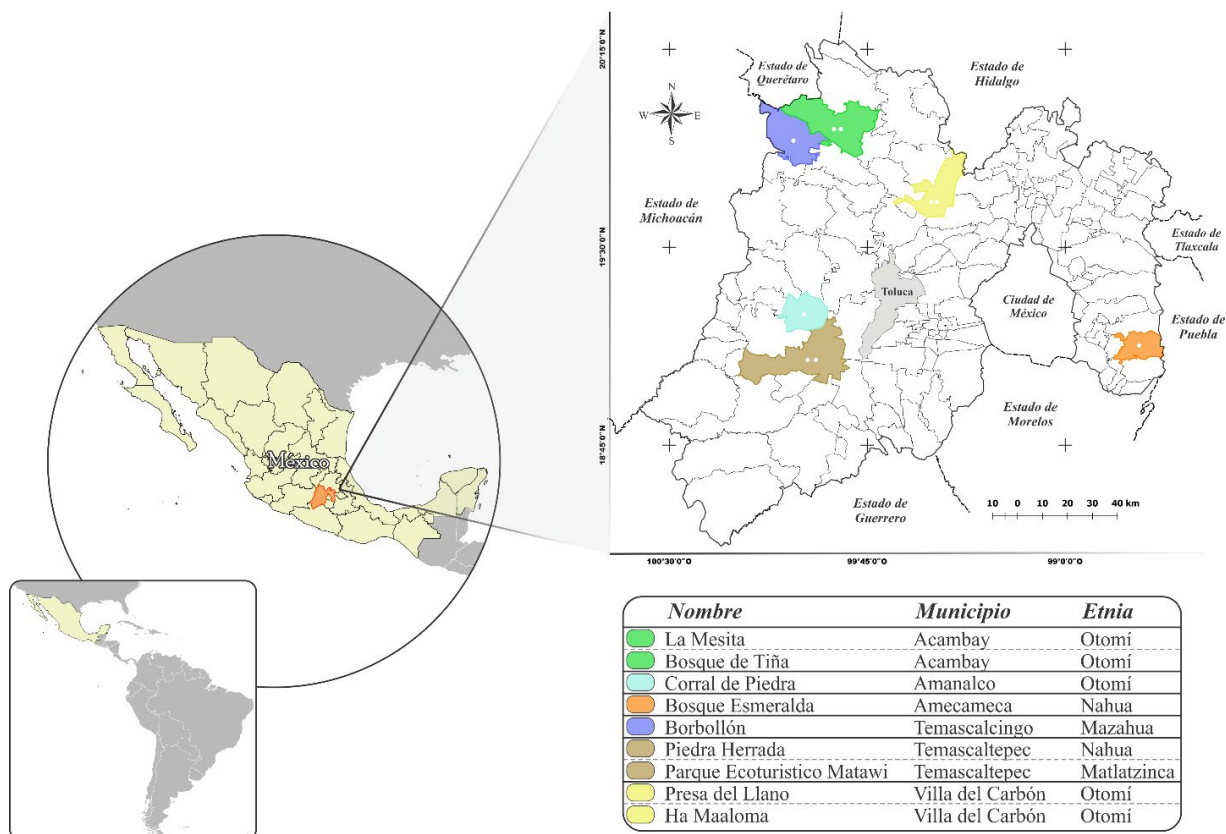 México
20°15'0"N
19°30'0"N
18°45'0"N
Estado de
Querétaro
Estado de
Hidalgo
N
W E
S
Estado de
Michoacán
Estado de
Tlaxcala
Toluca
Ciudad de
México
Estado de
Puebla
Estado de
Morelos
Estado de
Guerrero
10 0 10 20 30 40 km
100°30'0"O 99°45'0"O 99°0'0"O
Nombre Municipio Etnia
La Mesita Acambay Otomí
Bosque de Tiña Acambay Otomí
Corral de Piedra Amanalco Otomí
Bosque Esmeralda Amecameca Nahua
Borbollón Temascalcingo Mazahua
Piedra Herrada Temascaltepec Nahua
Parque Ecoturistico Matawi Temascaltepec Matlatzinca
Presa del Llano Villa del Carbón Otomí
Ha Maaloma Villa del Carbón Otomí